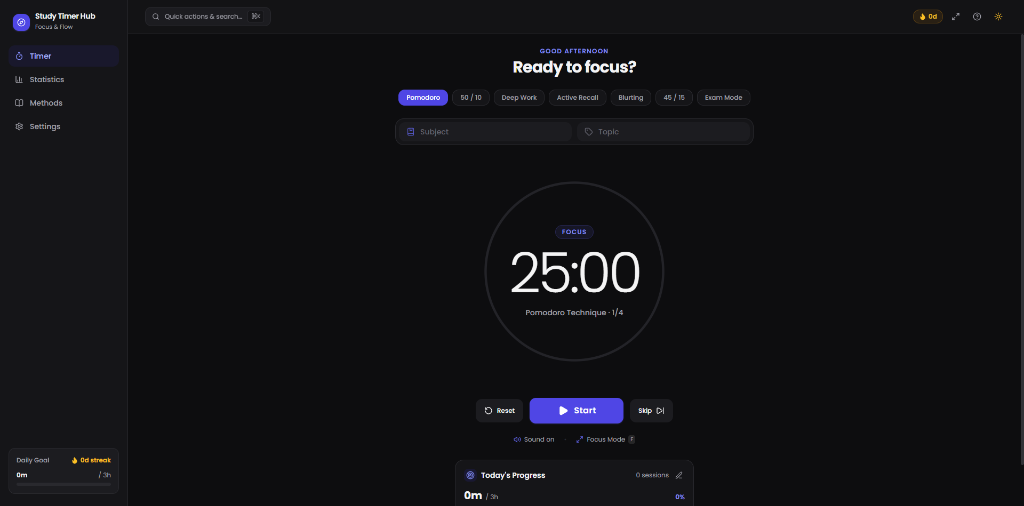 Study Timer Hub
Focus & Flow
Timer
Statistics
Methods
Settings
Daily Goal 0d streak
0m / 3h
Quick actions & search... ⌘K
0d
GOOD AFTERNOON
Ready to focus?
Pomodoro 50 / 10 Deep Work Active Recall Blurting 45 / 15 Exam Mode
Subject Topic
FOCUS
25:00
Pomodoro Technique · 1/4
Reset Start Skip
Sound on · Focus Mode F
Today's Progress 0 sessions
0m / 3h 0%